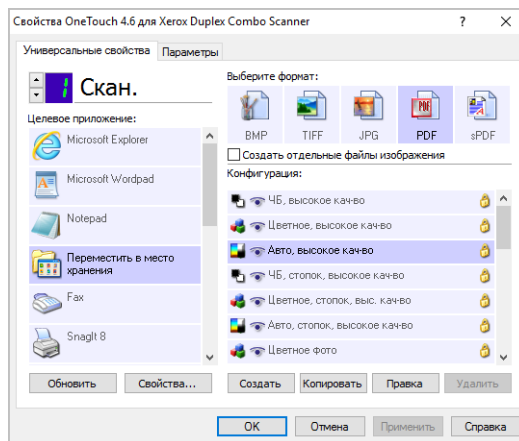 Свойства OneTouch 4.6 для Xerox Duplex Combo Scanner
Универсальные свойства
Параметры
1 Скан.
Целевое приложение:
Microsoft Explorer
Microsoft Wordpad
Notepad
Переместить в место
хранения
Fax
SnagIt 8
Обновить
Свойства...
Выберите формат:
BMP
TIFF
JPG
PDF
sPDF
Создать отдельные файлы изображения
Конфигурация:
ЧБ, высокое кач-во
Цветное, высокое кач-во
Авто, высокое кач-во
ЧБ, стопок, высокое кач-во
Цветное, стопок, выс. кач-во
Авто, стопок, высокое кач-во
Цветное фото
Создать
Копировать
Правка
Удалить
OK
Отмена
Применить
Справка